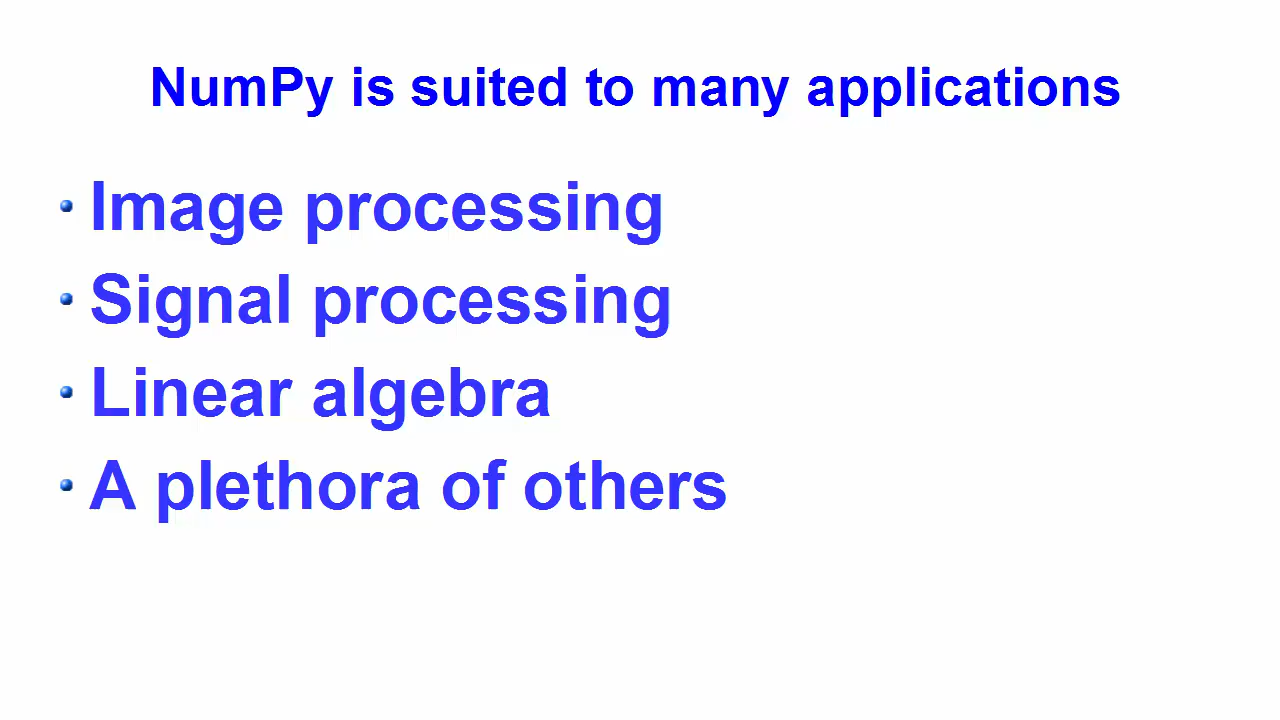 NumPy is suited to many applications
Image processing
Signal processing
Linear algebra
A plethora of others